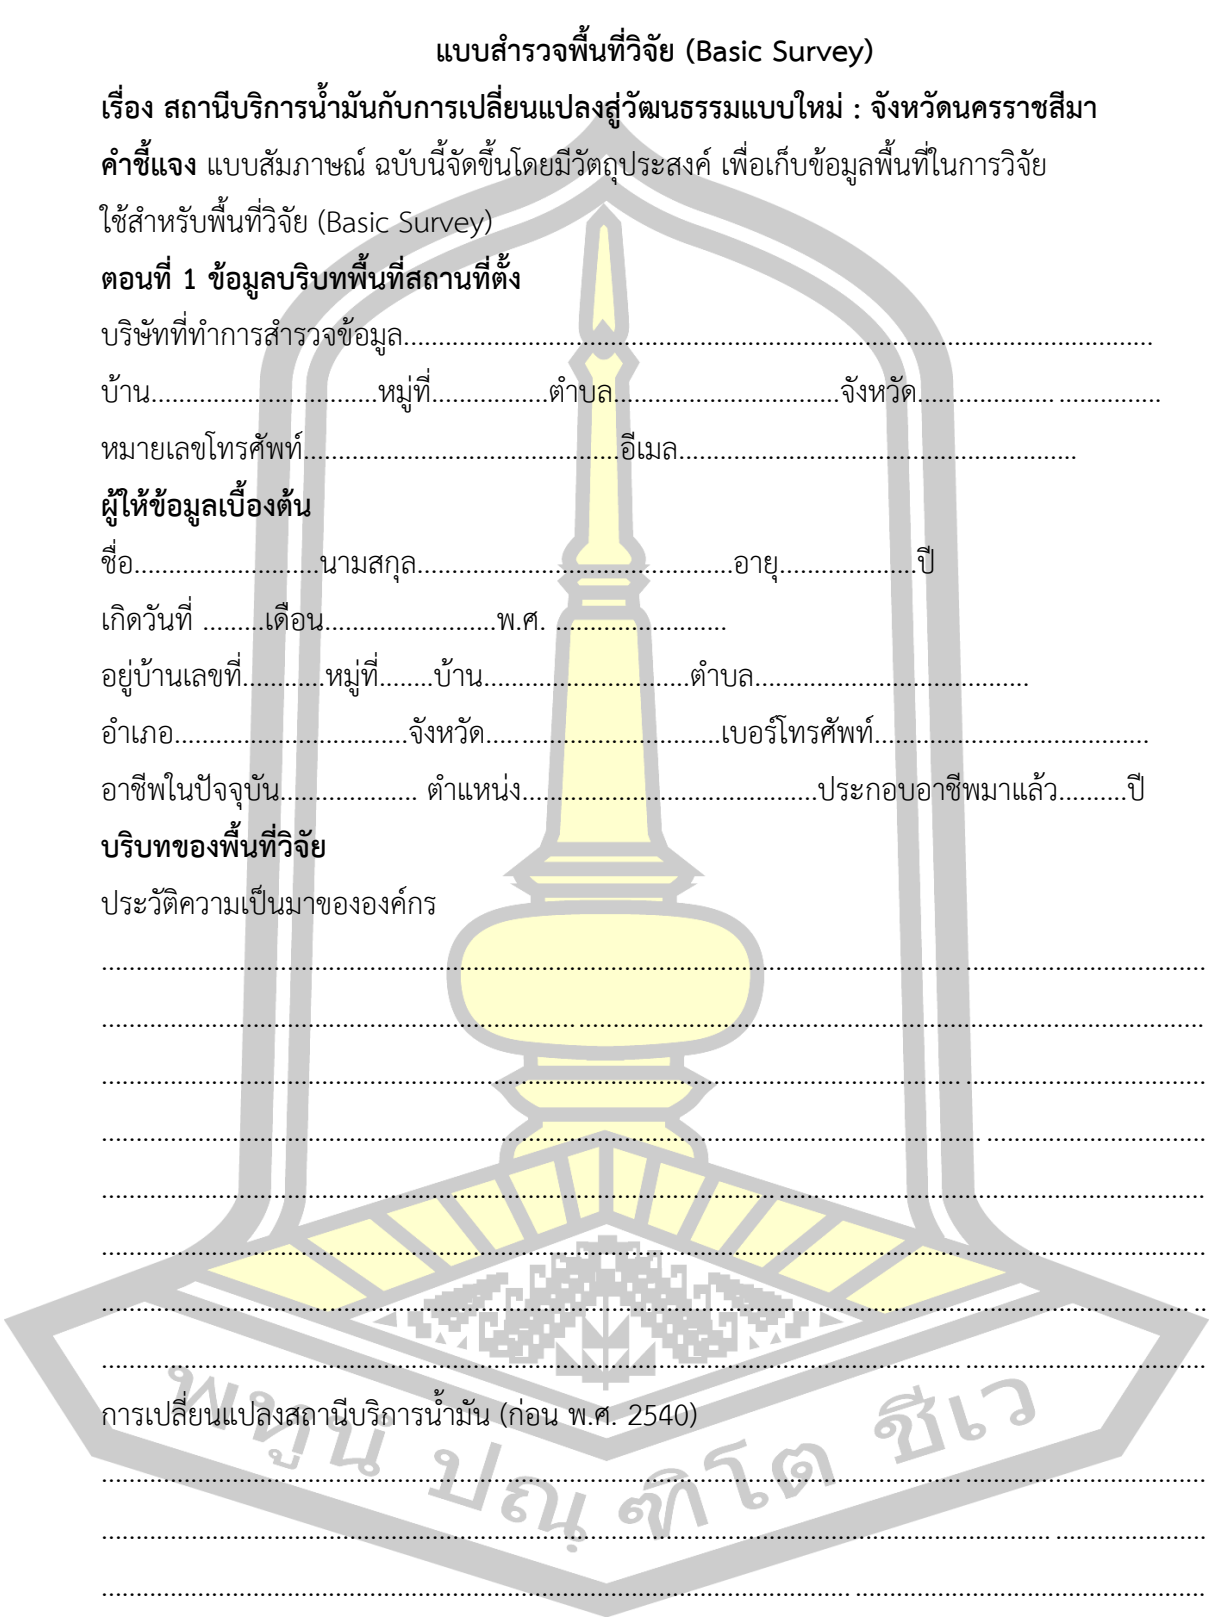 แบบสำรวจพื้นที่วิจัย (Basic Survey)
เรื่อง สถานีบริการน้ำมันกับการเปลี่ยนแปลงสู่วัฒนธรรมแบบใหม่ : จังหวัดนครราชสีมา
คำชี้แจง แบบสัมภาษณ์ ฉบับนี้จัดขึ้นโดยมีวัตถุประสงค์ เพื่อเก็บข้อมูลพื้นที่ในการวิจัย
ใช้สำหรับพื้นที่วิจัย (Basic Survey)
ตอนที่ 1 ข้อมูลบริบทพื้นที่สถานที่ตั้ง
บริษัทที่ทำการสำรวจข้อมูล..............................................................................................................
บ้าน.................................หมู่ที่.................ตำบล.................................จังหวัด...................................
หมายเลขโทรศัพท์..............................................อีเมล..........................................................
ผู้ให้ข้อมูลเบื้องต้น
ชื่อ...........................นามสกุล..............................................อายุ....................ปี
เกิดวันที่ .........เดือน.........................พ.ศ. .........................
อยู่บ้านเลขที่............หมู่ที่........บ้าน..............................ตำบล........................................
อำเภอ..................................จังหวัด..................................เบอร์โทรศัพท์........................................
อาชีพในปัจจุบัน.................... ตำแหน่ง...........................................ประกอบอาชีพมาแล้ว..........ปี
บริบทของพื้นที่วิจัย
ประวัติความเป็นมาขององค์กร
................................................................................................................................................................
................................................................................................................................................................
................................................................................................................................................................
................................................................................................................................................................
................................................................................................................................................................
................................................................................................................................................................
................................................................................................................................................................
................................................................................................................................................................
การเปลี่ยนแปลงสถานีบริการน้ำมัน (ก่อน พ.ศ. 2540)
................................................................................................................................................................
................................................................................................................................................................
................................................................................................................................................................
พหูนํ ปณฺฑิโต ชีเว